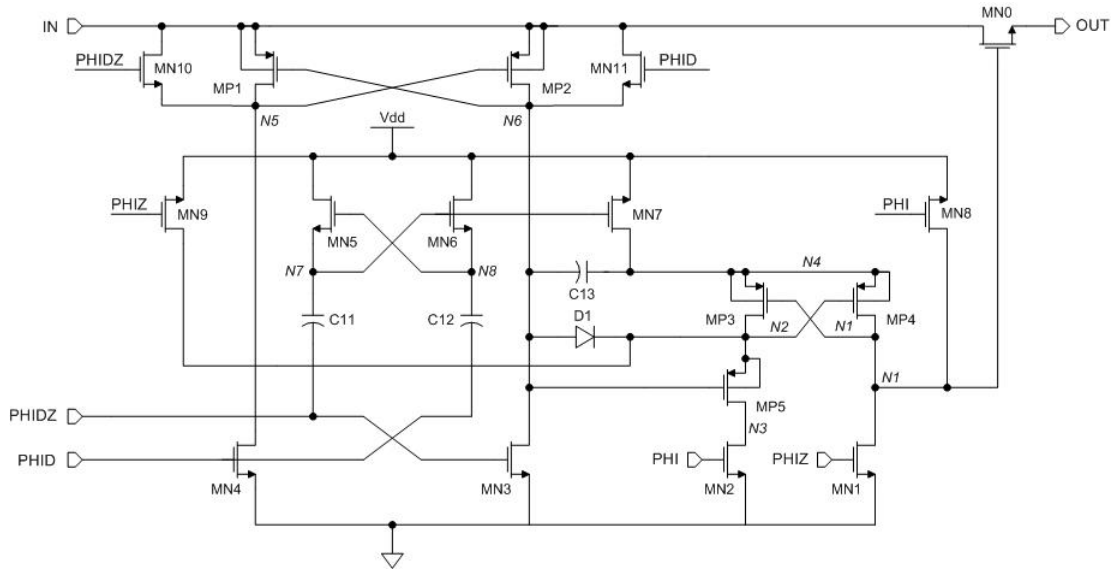 MN0
IN
OUT
PHIDZ
MN10
MP1
MP2
MN11
PHID
N5
N6
Vdd
PHIZ
MN9
MN5
MN6
MN7
PHI
MN8
N7
N8
N4
C13
C11
C12
D1
MP3
N2
N1
MP4
N1
MP5
PHIDZ
N3
PHID
PHI
PHIZ
MN4
MN3
MN2
MN1